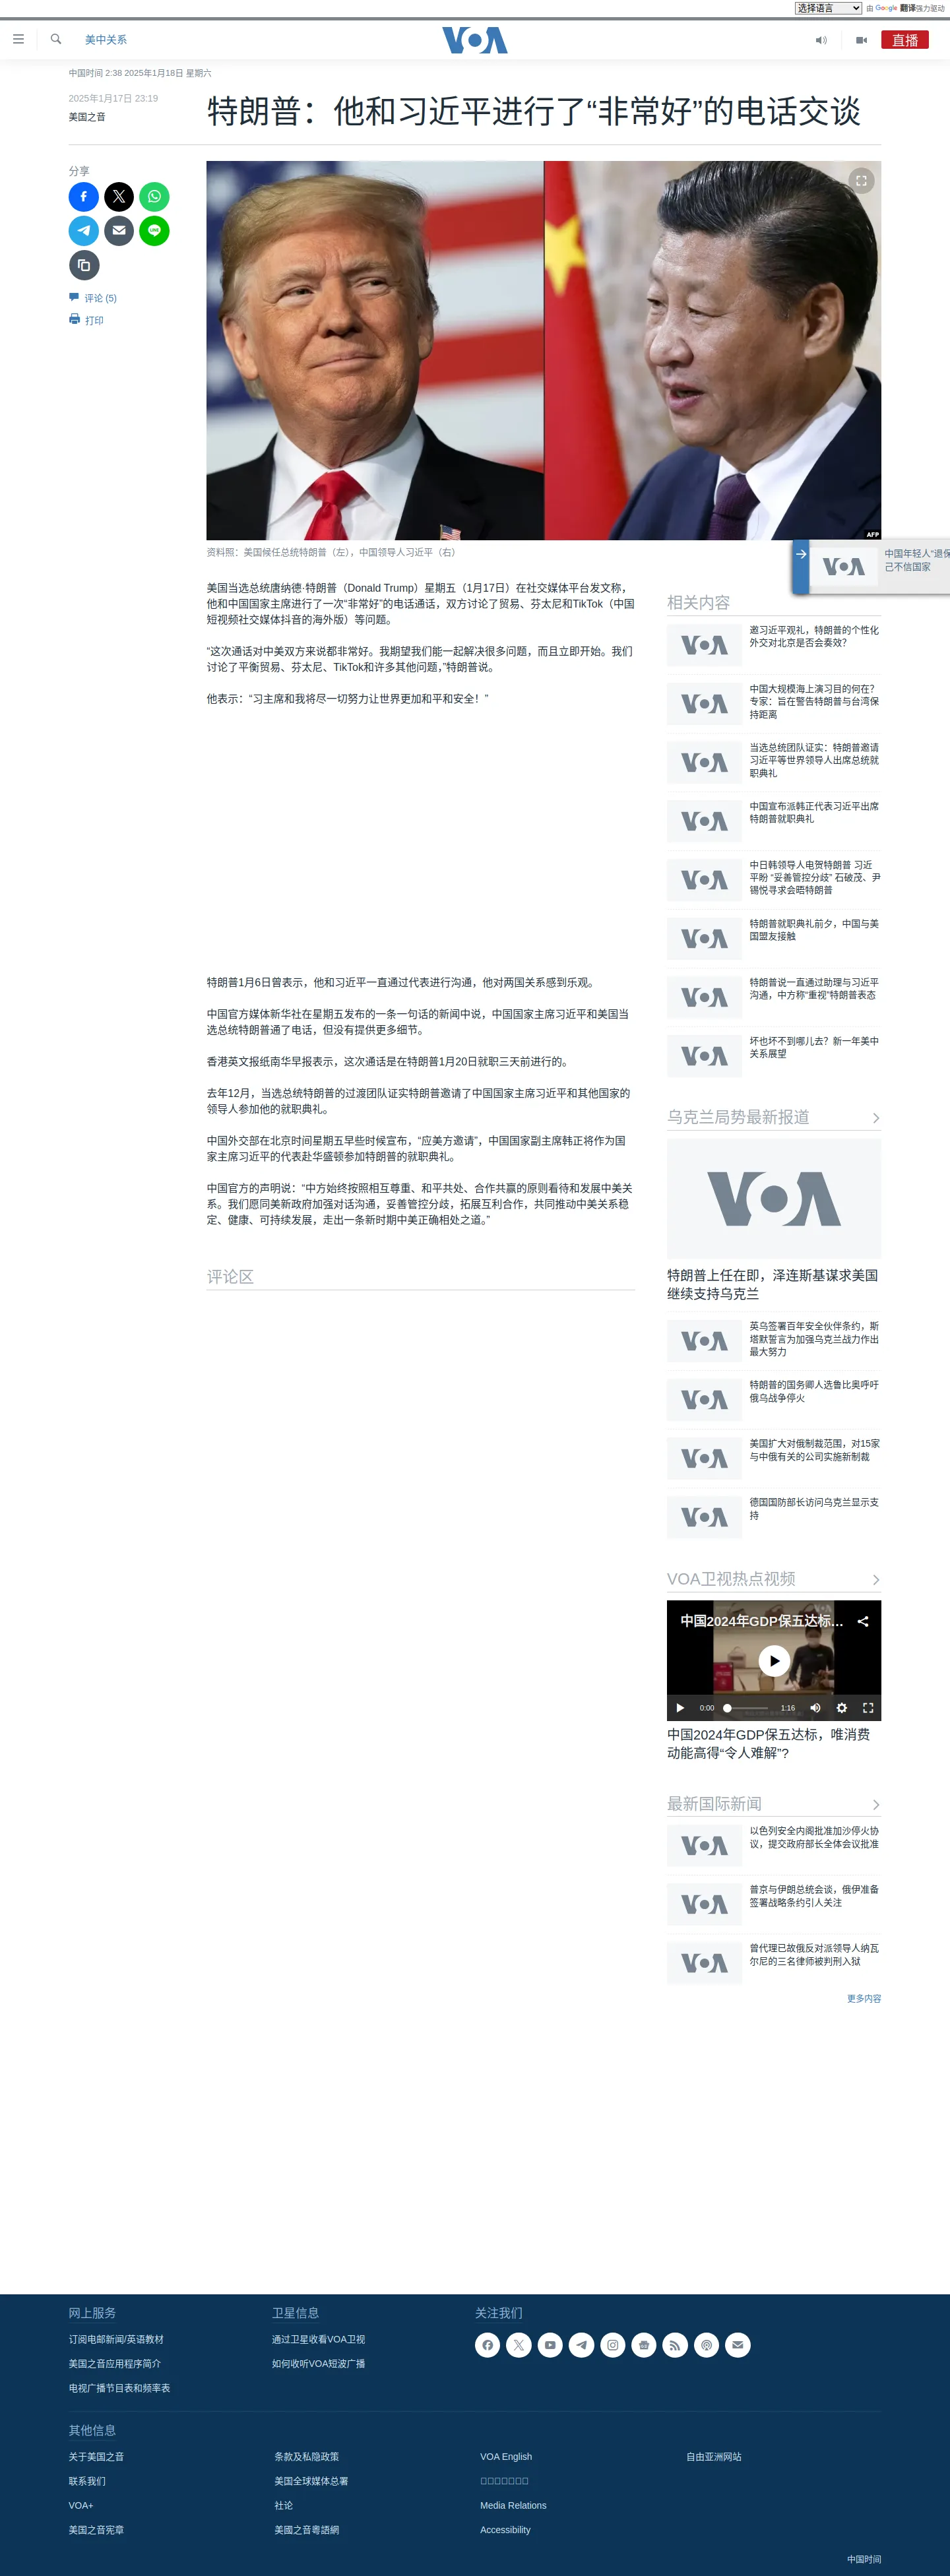 选择语言
由 Google 翻译强力驱动
美中关系
VOA
直播
中国时间 2:38 2025年1月18日 星期六
2025年1月17日 23:19
美国之音
特朗普：他和习近平进行了“非常好”的电话交谈
分享
评论 (5)
打印
AFP
资料照：美国候任总统特朗普（左），中国领导人习近平（右）
美国当选总统唐纳德·特朗普（Donald Trump）星期五（1月17日）在社交媒体平台发文称，
他和中国国家主席进行了一次“非常好”的电话通话，双方讨论了贸易、芬太尼和TikTok（中国
短视频社交媒体抖音的海外版）等问题。
“这次通话对中美双方来说都非常好。我期望我们能一起解决很多问题，而且立即开始。我们
讨论了平衡贸易、芬太尼、TikTok和许多其他问题，”特朗普说。
他表示：“习主席和我将尽一切努力让世界更加和平和安全！”
特朗普1月6日曾表示，他和习近平一直通过代表进行沟通，他对两国关系感到乐观。
中国官方媒体新华社在星期五发布的一条一句话的新闻中说，中国国家主席习近平和美国当
选总统特朗普通了电话，但没有提供更多细节。
香港英文报纸南华早报表示，这次通话是在特朗普1月20日就职三天前进行的。
去年12月，当选总统特朗普的过渡团队证实特朗普邀请了中国国家主席习近平和其他国家的
领导人参加他的就职典礼。
中国外交部在北京时间星期五早些时候宣布，“应美方邀请”，中国国家副主席韩正将作为国
家主席习近平的代表赴华盛顿参加特朗普的就职典礼。
中国官方的声明说：“中方始终按照相互尊重、和平共处、合作共赢的原则看待和发展中美关
系。我们愿同美新政府加强对话沟通，妥善管控分歧，拓展互利合作，共同推动中美关系稳
定、健康、可持续发展，走出一条新时期中美正确相处之道。”
评论区
VOA
中国年轻人“退保
己不信国家
相关内容
VOA
邀习近平观礼，特朗普的个性化
外交对北京是否会奏效？
VOA
中国大规模海上演习目的何在？
专家：旨在警告特朗普与台湾保
持距离
VOA
当选总统团队证实：特朗普邀请
习近平等世界领导人出席总统就
职典礼
VOA
中国宣布派韩正代表习近平出席
特朗普就职典礼
VOA
中日韩领导人电贺特朗普 习近
平盼 “妥善管控分歧” 石破茂、尹
锡悦寻求会晤特朗普
VOA
特朗普就职典礼前夕，中国与美
国盟友接触
VOA
特朗普说一直通过助理与习近平
沟通，中方称“重视”特朗普表态
VOA
坏也坏不到哪儿去？新一年美中
关系展望
乌克兰局势最新报道
VOA
特朗普上任在即，泽连斯基谋求美国
继续支持乌克兰
VOA
英乌签署百年安全伙伴条约，斯
塔默誓言为加强乌克兰战力作出
最大努力
VOA
特朗普的国务卿人选鲁比奥呼吁
俄乌战争停火
VOA
美国扩大对俄制裁范围，对15家
与中俄有关的公司实施新制裁
VOA
德国国防部长访问乌克兰显示支
持
VOA卫视热点视频
中国2024年GDP保五达标…
0:00
1:16
中国2024年GDP保五达标，唯消费
动能高得“令人难解”?
最新国际新闻
VOA
以色列安全内阁批准加沙停火协
议，提交政府部长全体会议批准
VOA
普京与伊朗总统会谈，俄伊准备
签署战略条约引人关注
VOA
曾代理已故俄反对派领导人纳瓦
尔尼的三名律师被判刑入狱
更多内容
网上服务
订阅电邮新闻/英语教材
美国之音应用程序简介
电视广播节目表和频率表
卫星信息
通过卫星收看VOA卫视
如何收听VOA短波广播
关注我们
其他信息
关于美国之音
联系我们
VOA+
美国之音宪章
条款及私隐政策
美国全球媒体总署
社论
美國之音粵語網
VOA English
Media Relations
Accessibility
自由亚洲网站
中国时间